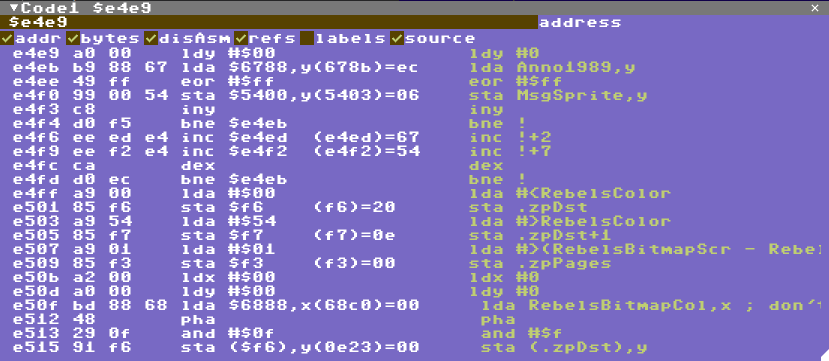 ▼Code1 $e4e9 ×
$e4e9 address
✓addr ✓bytes ✓disAsm ✓refs labels ✓source
e4e9 a0 00 ldy #$00 ldy #0
e4eb b9 88 67 lda $6788,y(678b)=ec lda Anno1989,y
e4ee 49 ff eor #$ff eor #$ff
e4f0 99 00 54 sta $5400,y(5403)=06 sta MsgSprite,y
e4f3 c8 iny iny
e4f4 d0 f5 bne $e4eb bne !
e4f6 ee ed e4 inc $e4ed (e4ed)=67 inc !+2
e4f9 ee f2 e4 inc $e4f2 (e4f2)=54 inc !+7
e4fc ca dex dex
e4fd d0 ec bne $e4eb bne !
e4ff a9 00 lda #$00 lda #<RebelsColor
e501 85 f6 sta $f6 (f6)=20 sta .zpDst
e503 a9 54 lda #$54 lda #>RebelsColor
e505 85 f7 sta $f7 (f7)=0e sta .zpDst+1
e507 a9 01 lda #$01 lda #>(RebelsBitmapScr - Rebel
e509 85 f3 sta $f3 (f3)=00 sta .zpPages
e50b a2 00 ldx #$00 ldx #0
e50d a0 00 ldy #$00 ldy #0
e50f bd 88 68 lda $6888,x(68c0)=00 lda RebelsBitmapCol,x ; don't
e512 48 pha pha
e513 29 0f and #$0f and #$f
e515 91 f6 sta ($f6),y(0e23)=00 sta (.zpDst),y